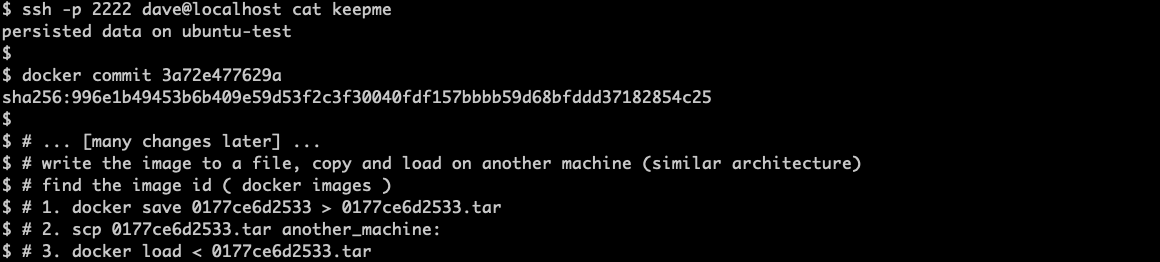 $ ssh -p 2222 dave@localhost cat keepme
persisted data on ubuntu-test
$
$ docker commit 3a72e477629a
sha256:996e1b49453b6b409e59d53f2c3f30040fdf157bbbb59d68bfddd37182854c25
$
$ # ... [many changes later] ...
$ # write the image to a file, copy and load on another machine (similar architecture)
$ # find the image id ( docker images )
$ # 1. docker save 0177ce6d2533 > 0177ce6d2533.tar
$ # 2. scp 0177ce6d2533.tar another_machine:
$ # 3. docker load < 0177ce6d2533.tar